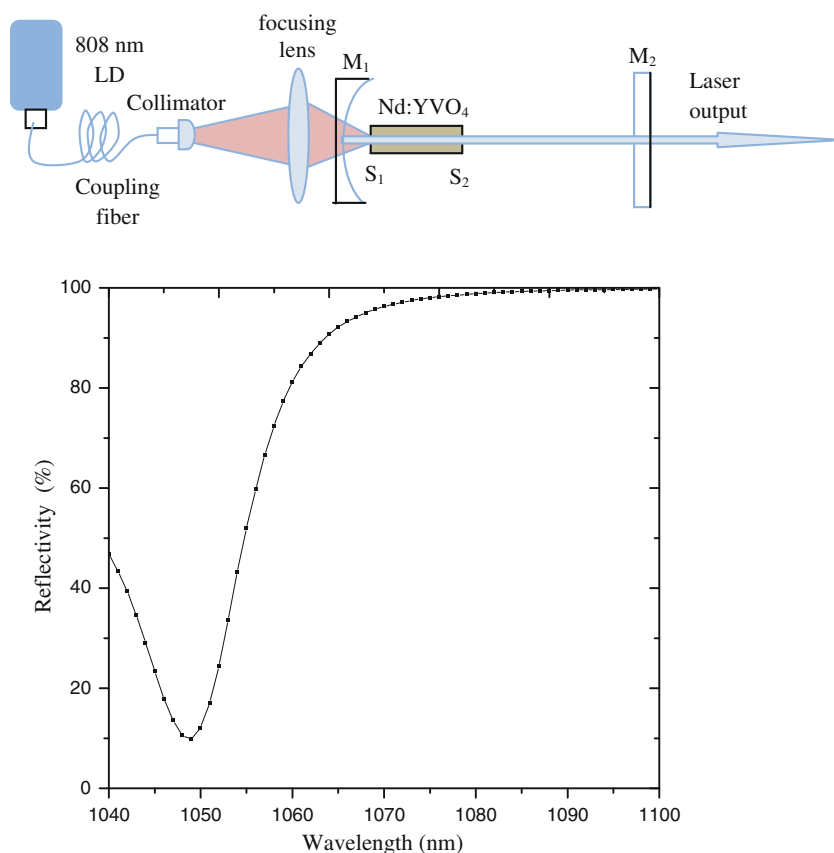 808 nm
LD
Collimator
Coupling
fiber
focusing
lens
M₁
Nd:YVO₄
S₁
S₂
M₂
Laser
output
Reflectivity (%)
100
80
60
40
20
0
1040 1050 1060 1070 1080 1090 1100
Wavelength (nm)